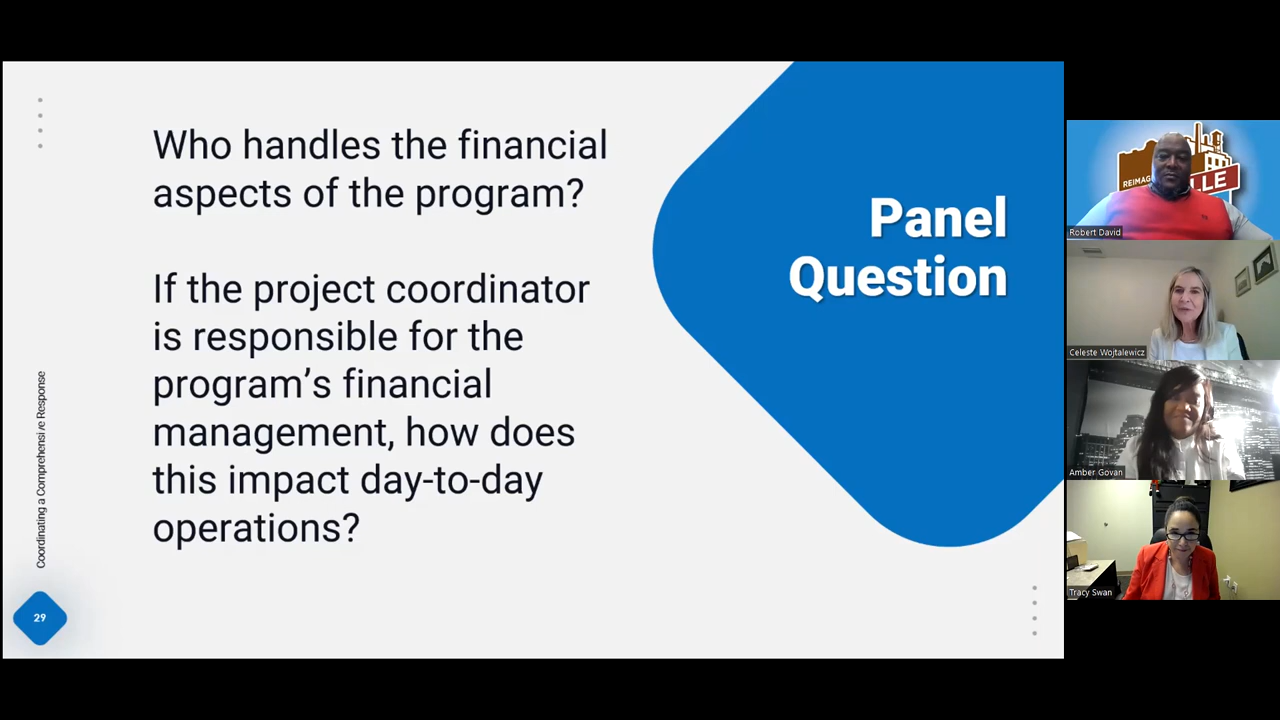 Who handles the financial
aspects of the program?
If the project coordinator
is responsible for the
program’s financial
management, how does
this impact day-to-day
operations?
Panel
Question
Coordinating a Comprehensive Response
29
Robert David
Celeste Wojtalewicz
Amber Govan
Tracy Swan